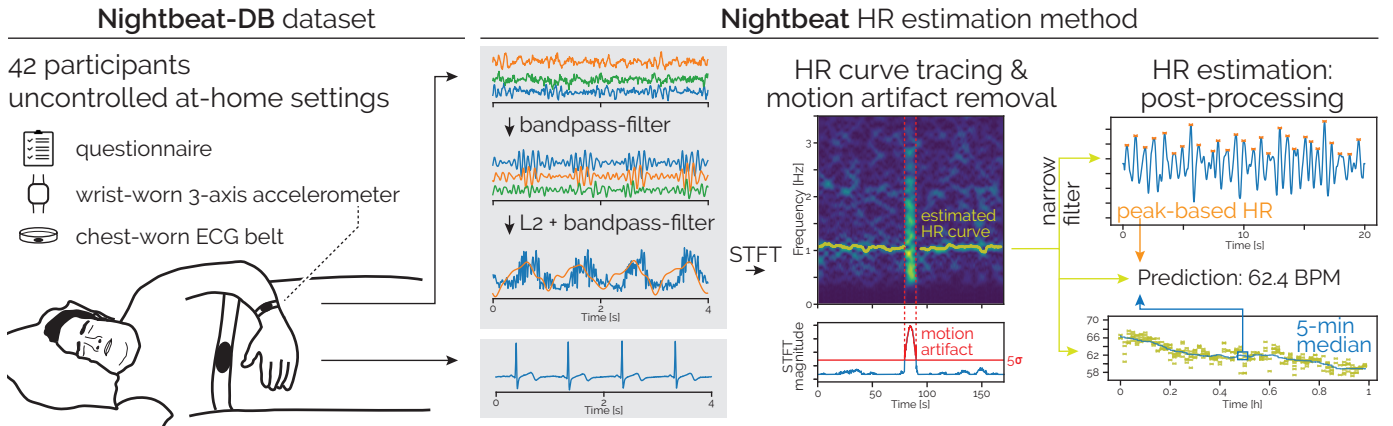 Nightbeat-DB dataset
42 participants
uncontrolled at-home settings
questionnaire
wrist-worn 3-axis accelerometer
chest-worn ECG belt
Nightbeat HR estimation method
0
2
4
bandpass-filter
L2 + bandpass-filter
0
2
4
Time [s]
0
2
4
Time [s]
STFT
HR curve tracing &
motion artifact removal
Frequency [Hz]
3
2
1
0
estimated
HR curve
STFT
magnitude
motion
artifact
5σ
0
50
100
150
Time [s]
narrow
filter
HR estimation:
post-processing
peak-based HR
0
10
20
Time [s]
Prediction: 62.4 BPM
70
66
62
58
5-min
median
0
0.2
0.4
0.6
0.8
1
Time [h]